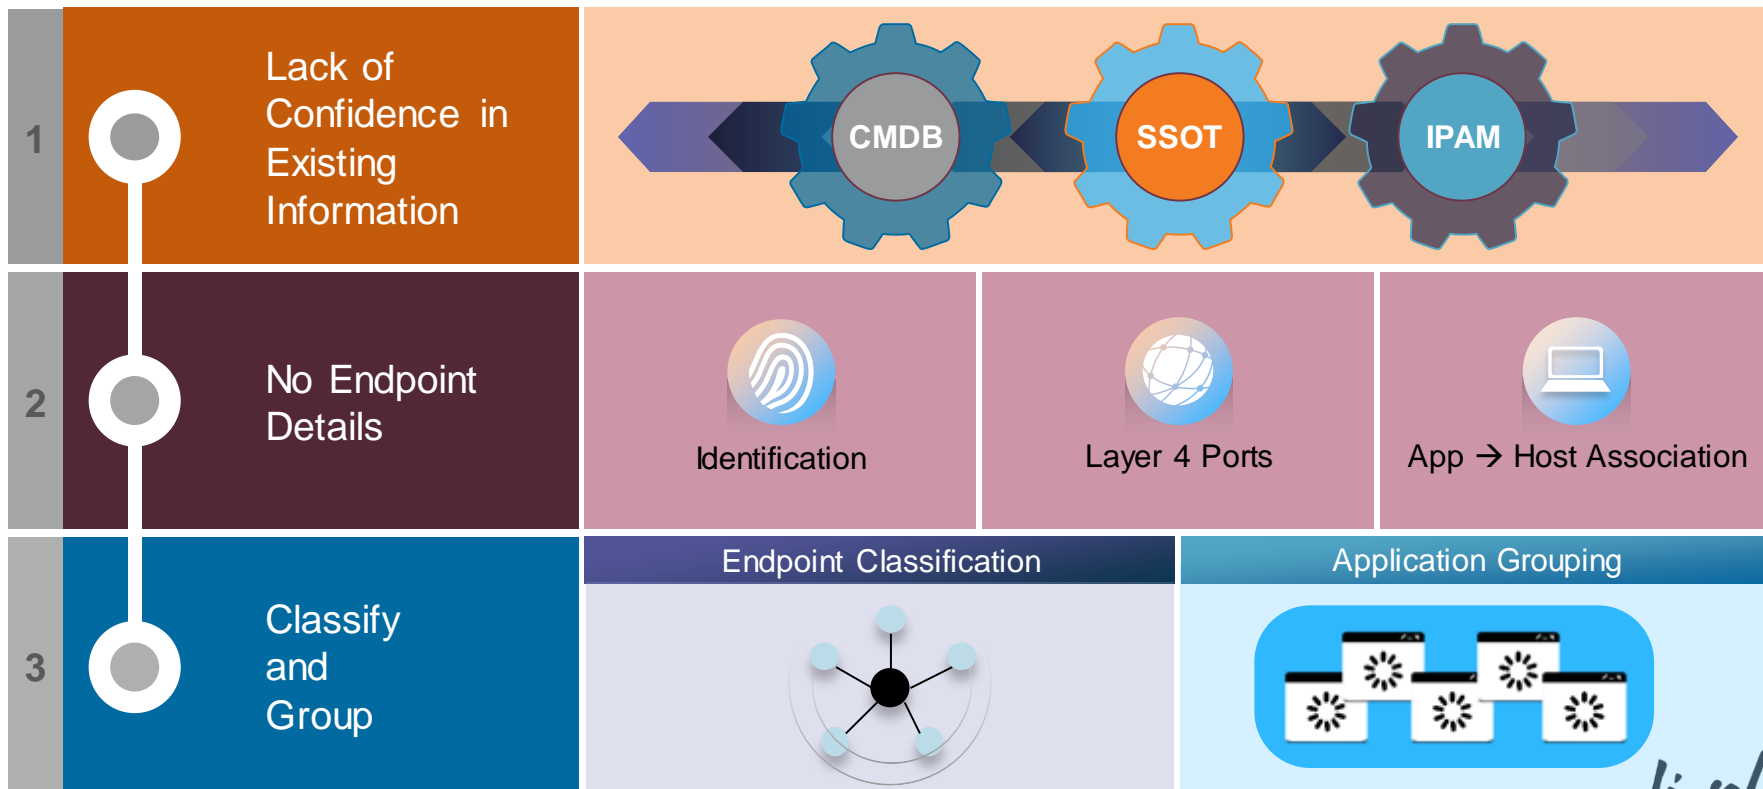 1
Lack of
Confidence in
Existing
Information
CMDB
SSOT
IPAM
2
No Endpoint
Details
Identification
Layer 4 Ports
App → Host Association
3
Classify
and
Group
Endpoint Classification
Application Grouping